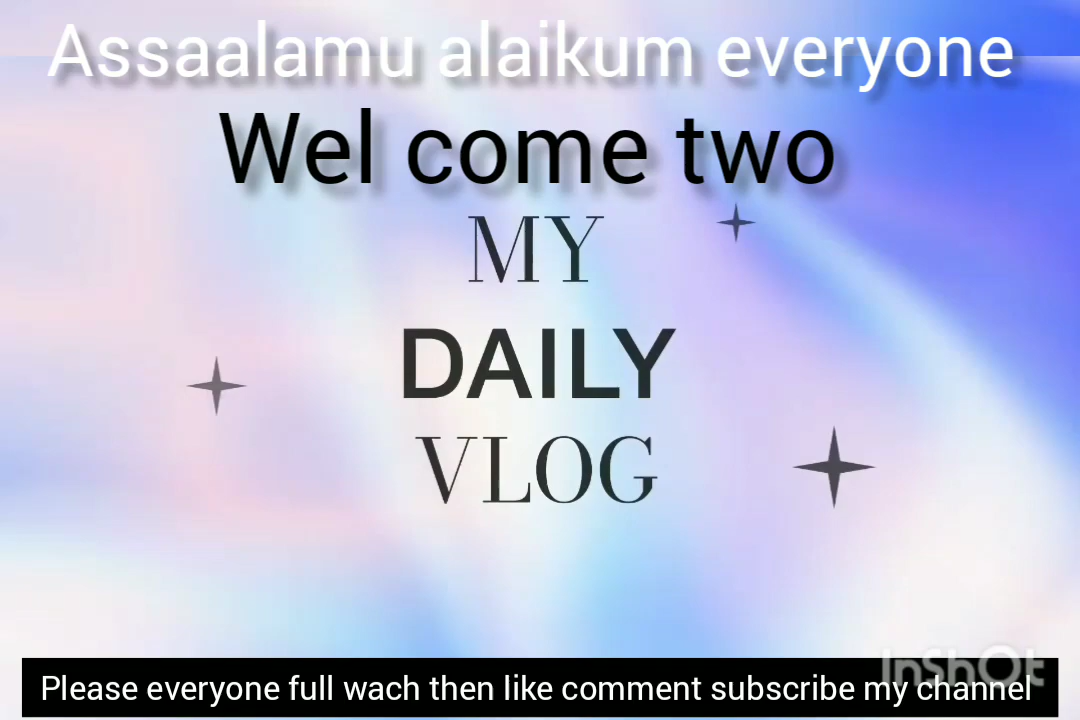 Assaalamu alaikum everyone
Wel come two
MY
DAILY
VLOG
InShOt
Please everyone full wach then like comment subscribe my channel